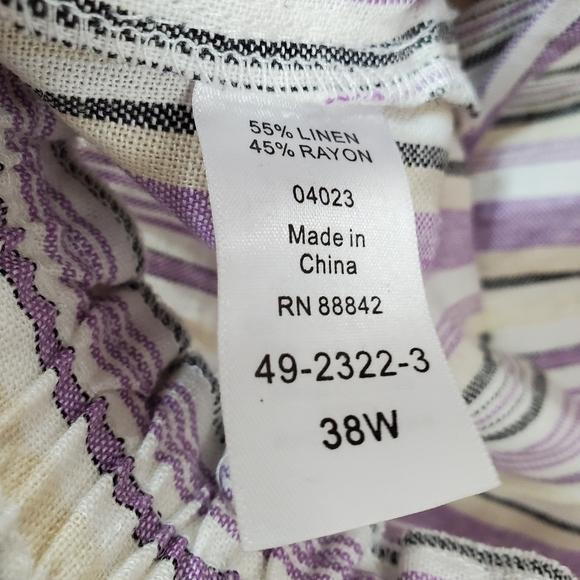 55% LINEN
45% RAYON
04023
Made in
China
RN 88842
49-2322-3
38W